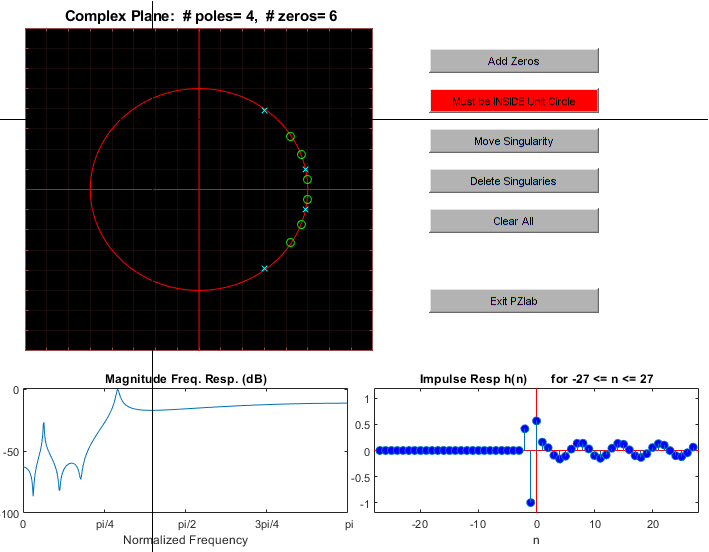 Complex Plane: # poles= 4, # zeros= 6
Add Zeros
Must be INSIDE Unit Circle
Move Singularity
Delete Singularies
Clear All
Exit PZlab
Magnitude Freq. Resp. (dB)
0
-50
-100
0 pi/4 pi/2 3pi/4 pi
Normalized Frequency
Impulse Resp h(n) for -27 <= n <= 27
1
0.5
0
-0.5
-1
-20 -10 0 10 20
n